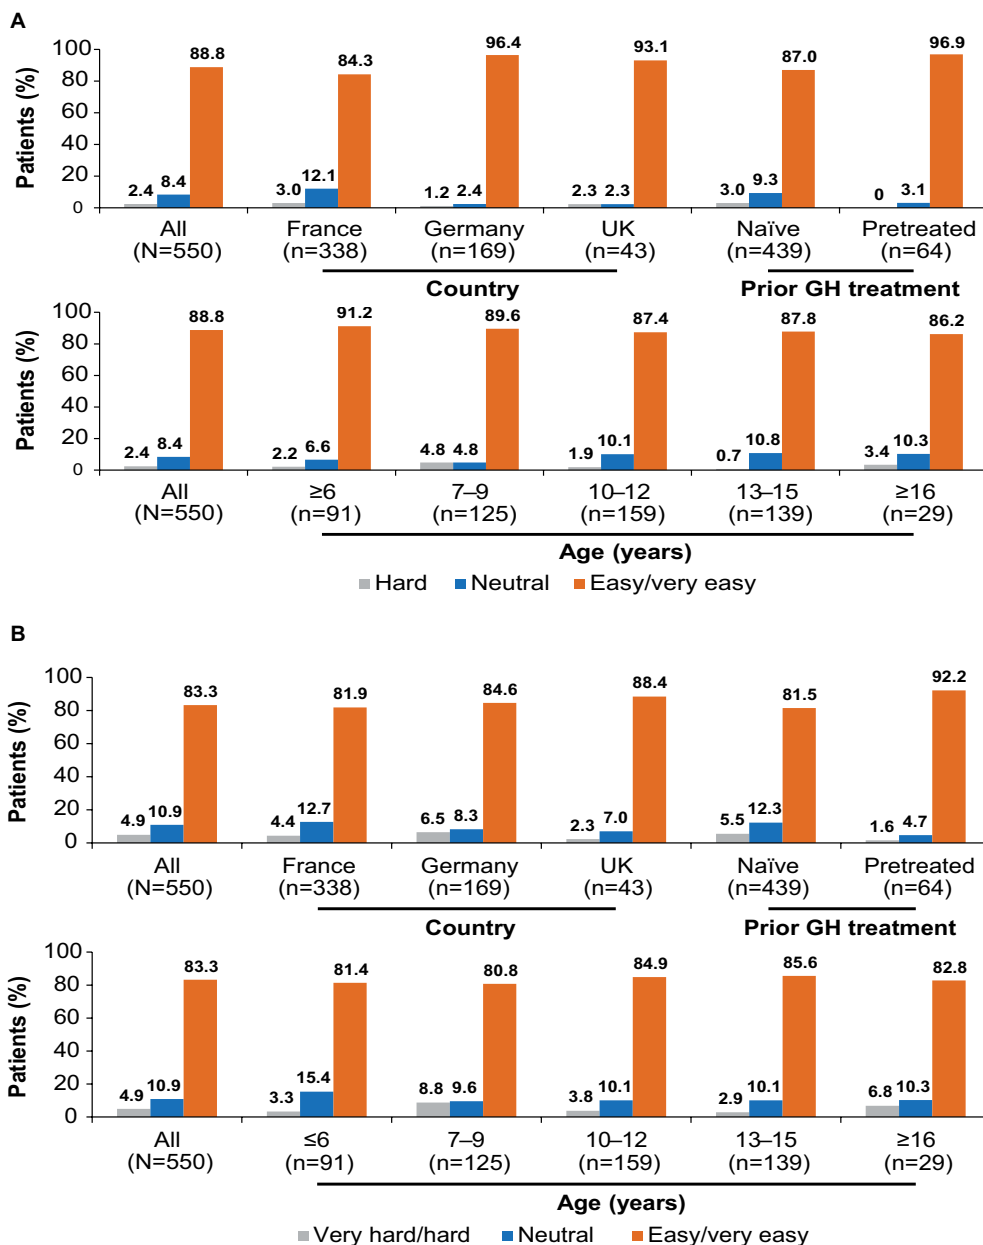 A
Patients (%)
100
80
60
40
20
0
2.4 8.4 88.8
3.0 12.1 84.3
1.2 2.4 96.4
2.3 2.3 93.1
3.0 9.3 87.0
0 3.1 96.9
All France Germany UK Naïve Pretreated
(N=550) (n=338) (n=169) (n=43) (n=439) (n=64)
Country Prior GH treatment
Patients (%)
100
80
60
40
20
0
2.4 8.4 88.8
2.2 6.6 91.2
4.8 4.8 89.6
1.9 10.1 87.4
0.7 10.8 87.8
3.4 10.3 86.2
All ≥6 7–9 10–12 13–15 ≥16
(N=550) (n=91) (n=125) (n=159) (n=139) (n=29)
Age (years)
Hard Neutral Easy/very easy
B
Patients (%)
100
80
60
40
20
0
4.9 10.9 83.3
4.4 12.7 81.9
6.5 8.3 84.6
2.3 7.0 88.4
5.5 12.3 81.5
1.6 4.7 92.2
All France Germany UK Naïve Pretreated
(N=550) (n=338) (n=169) (n=43) (n=439) (n=64)
Country Prior GH treatment
Patients (%)
100
80
60
40
20
0
4.9 10.9 83.3
3.3 15.4 81.4
8.8 9.6 80.8
3.8 10.1 84.9
2.9 10.1 85.6
6.8 10.3 82.8
All ≤6 7–9 10–12 13–15 ≥16
(N=550) (n=91) (n=125) (n=159) (n=139) (n=29)
Age (years)
Very hard/hard Neutral Easy/very easy